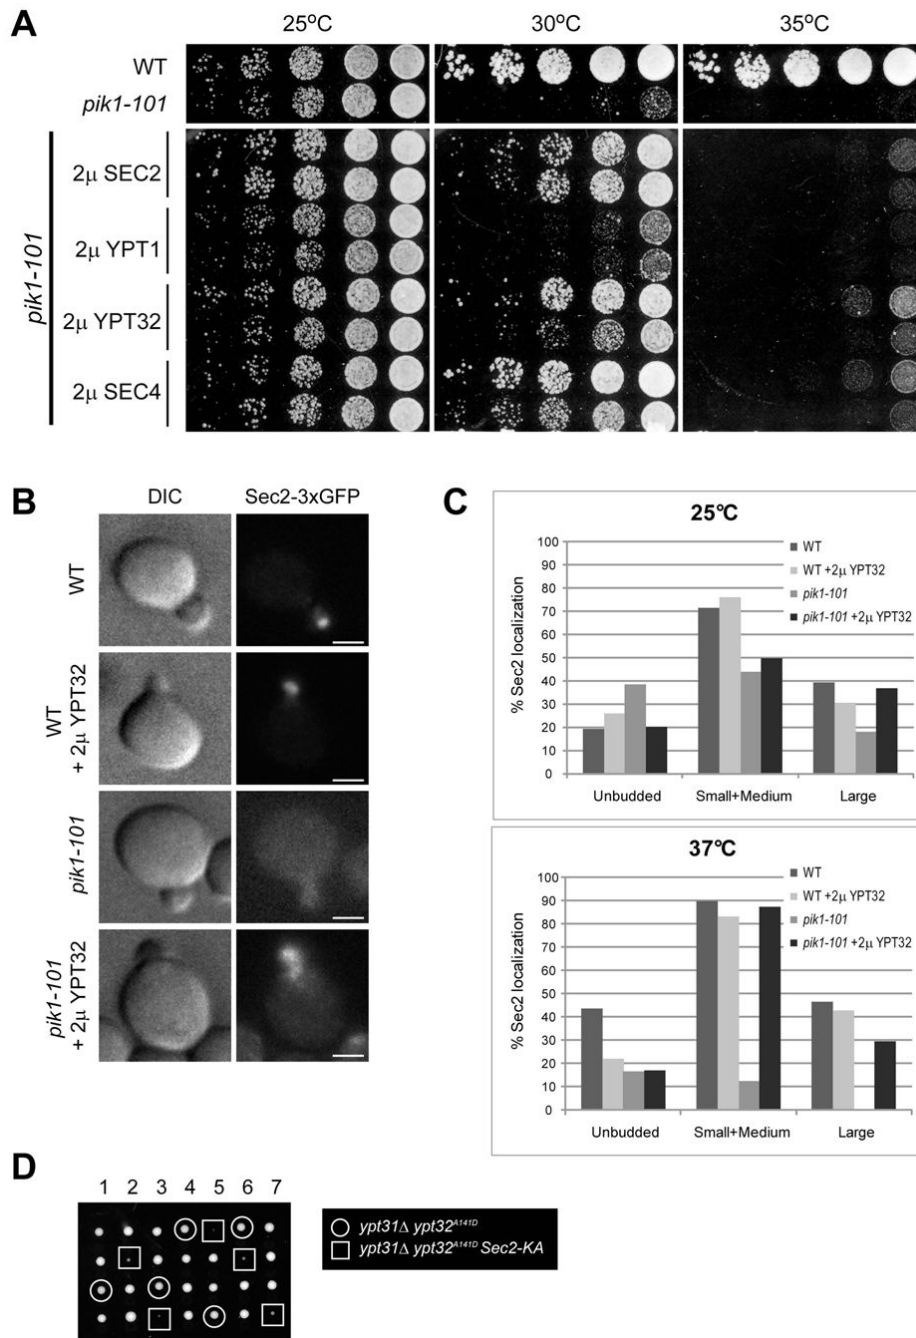 A
25ºC 30ºC 35ºC
WT
pik1-101
pik1-101
2µ SEC2
2µ YPT1
2µ YPT32
2µ SEC4
B
DIC Sec2-3xGFP
WT
WT
+ 2µ YPT32
pik1-101
pik1-101
+ 2µ YPT32
C
25℃
% Sec2 localization
100
90
80
70
60
50
40
30
20
10
0
WT
WT +2µ YPT32
pik1-101
pik1-101 +2µ YPT32
Unbudded Small+Medium Large
37℃
% Sec2 localization
100
90
80
70
60
50
40
30
20
10
0
WT
WT +2µ YPT32
pik1-101
pik1-101 +2µ YPT32
Unbudded Small+Medium Large
D
1 2 3 4 5 6 7
ypt31Δ ypt32A141D
ypt31Δ ypt32A141D Sec2-KA